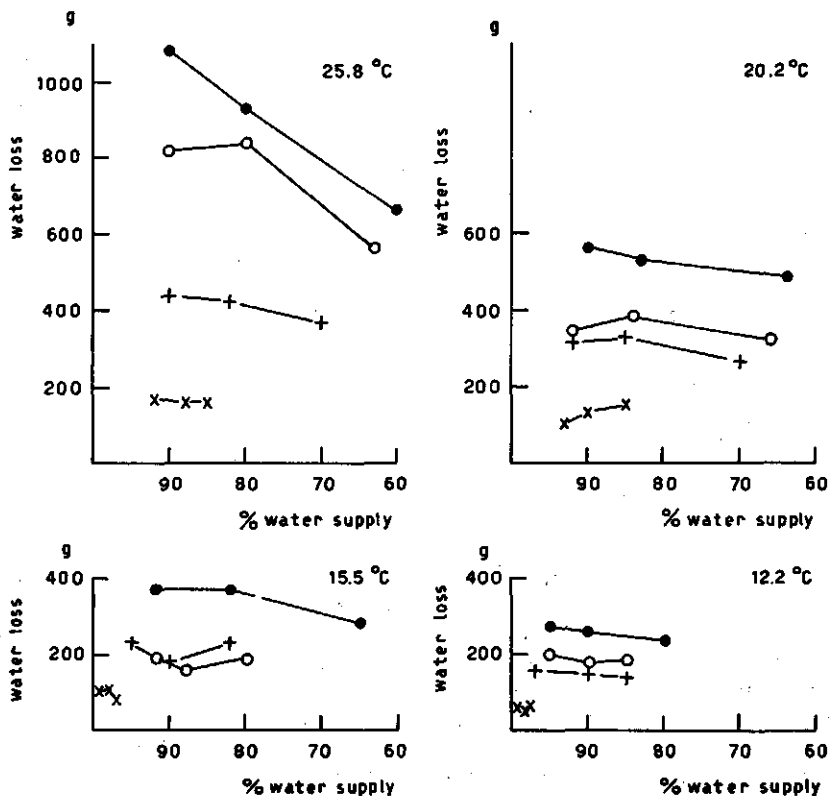 g
25.8 °C
1000
800
600
400
200
water loss
90 80 70 60
% water supply
g
20.2 °C
600
400
200
water loss
90 80 70 60
% water supply
g
15.5 °C
400
200
water loss
90 80 70 60
% water supply
g
12.2 °C
400
200
water loss
90 80 70 60
% water supply